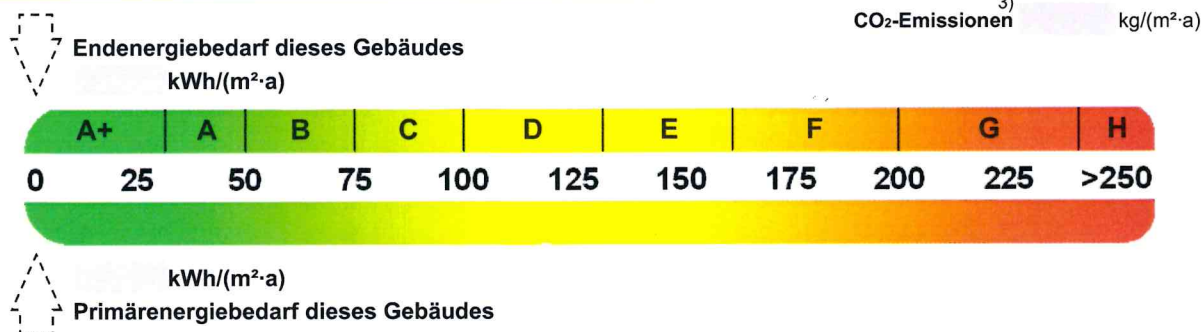 CO₂-Emissionen 3) kg/(m²·a)
Endenergiebedarf dieses Gebäudes
kWh/(m²·a)
A+ A B C D E F G H
0 25 50 75 100 125 150 175 200 225 >250
kWh/(m²·a)
Primärenergiebedarf dieses Gebäudes